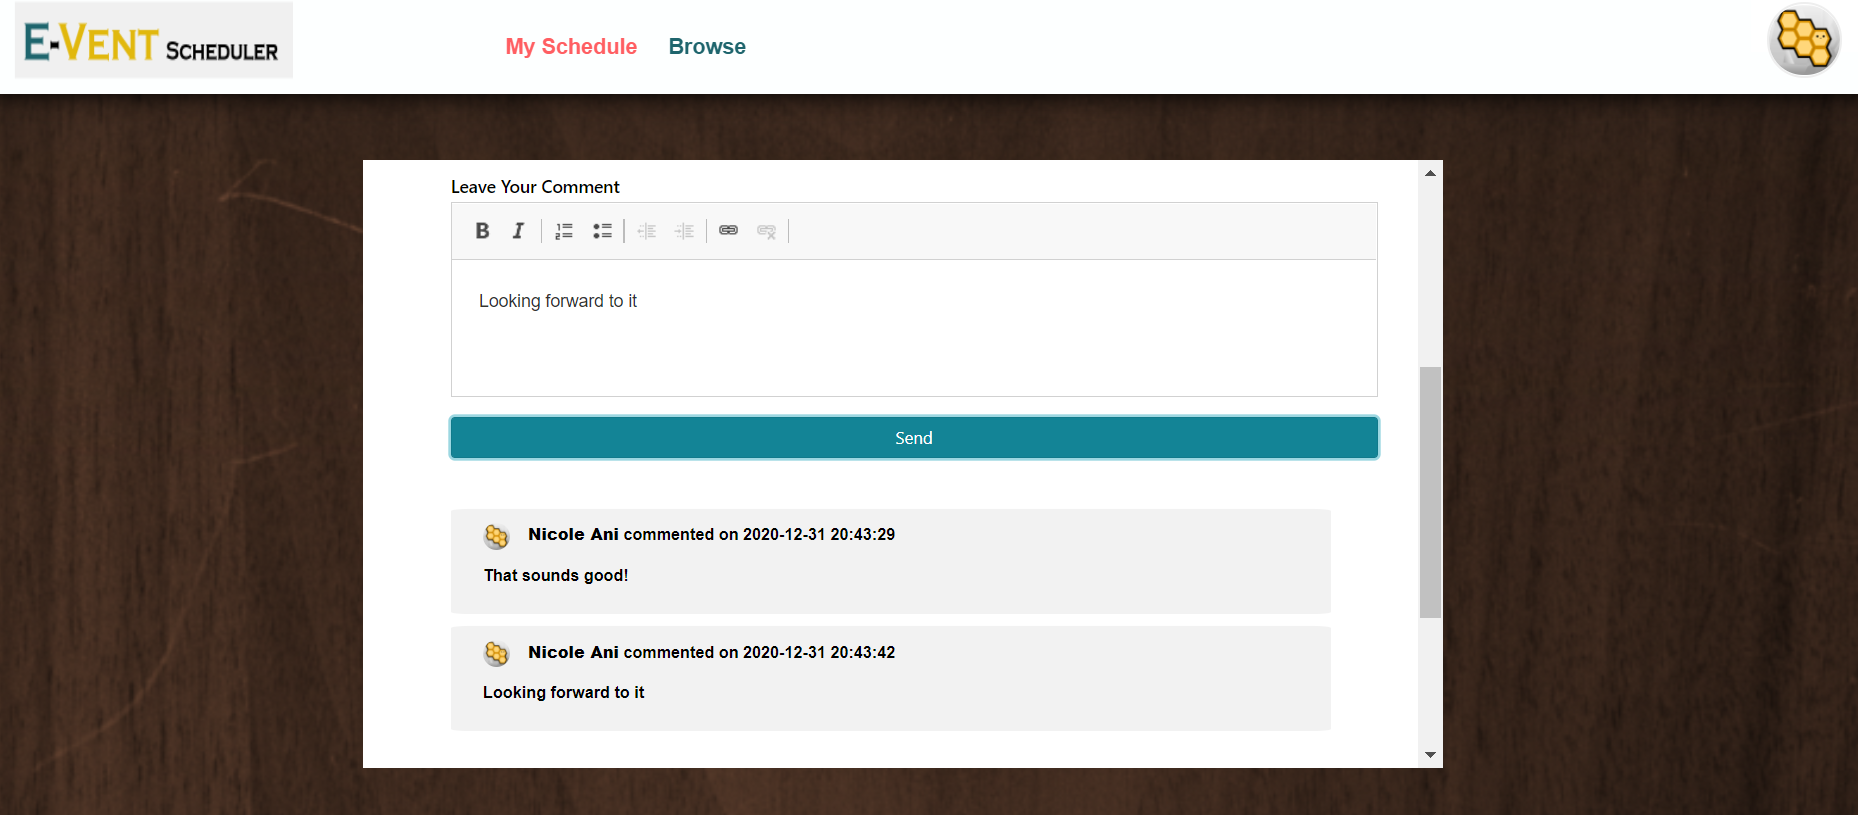 E-VENT SCHEDULER
My Schedule Browse
Leave Your Comment
B I
Looking forward to it
Send
Nicole Ani commented on 2020-12-31 20:43:29
That sounds good!
Nicole Ani commented on 2020-12-31 20:43:42
Looking forward to it